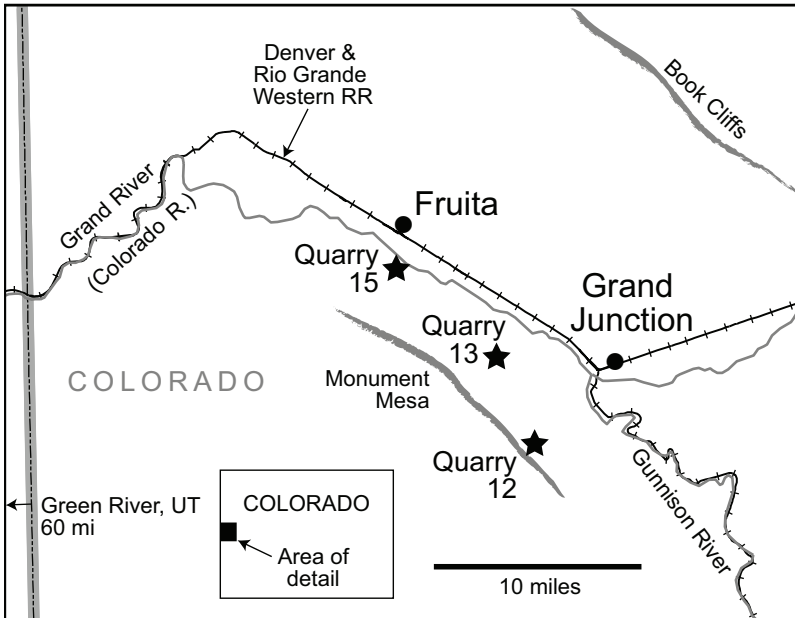 Denver &
Rio Grande
Western RR
Book Cliffs
Grand River
(Colorado R.)
Fruita
Quarry
15
Grand
Junction
Quarry
13
COLORADO
Monument
Mesa
Quarry
12
Gunnison River
Green River, UT
60 mi
COLORADO
Area of
detail
10 miles